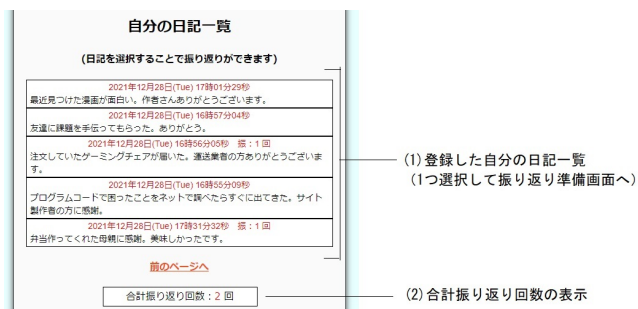 自分の日記一覧
(日記を選択することで振り返りができます)
2021年12月28日(Tue) 17時01分29秒
最近見つけた漫画が面白い。作者さんありがとうございます。
2021年12月28日(Tue) 16時57分04秒
友達に課題を手伝ってもらった。ありがとう。
2021年12月28日(Tue) 16時56分05秒 振：1 回
注文していたゲーミングチェアが届いた。運送業者の方ありがとうございま
す。
2021年12月28日(Tue) 16時55分09秒
プログラムコードで困ったことをネットで調べたらすぐに出てきた。サイト
製作者の方に感謝。
2021年12月28日(Tue) 17時31分32秒 振：1 回
弁当作ってくれた母親に感謝。美味しかったです。
前のページへ
合計振り返り回数：2 回
(1) 登録した自分の日記一覧
(1つ選択して振り返り準備画面へ)
(2) 合計振り返り回数の表示